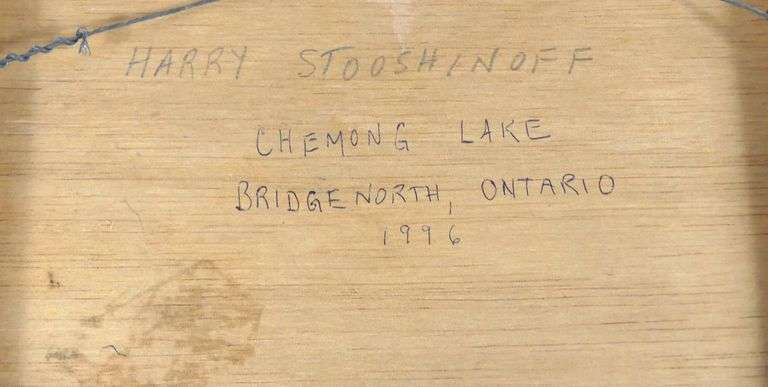 HARRY STOOSHINOFF
CHEMONG LAKE
BRIDGENORTH, ONTARIO
1996